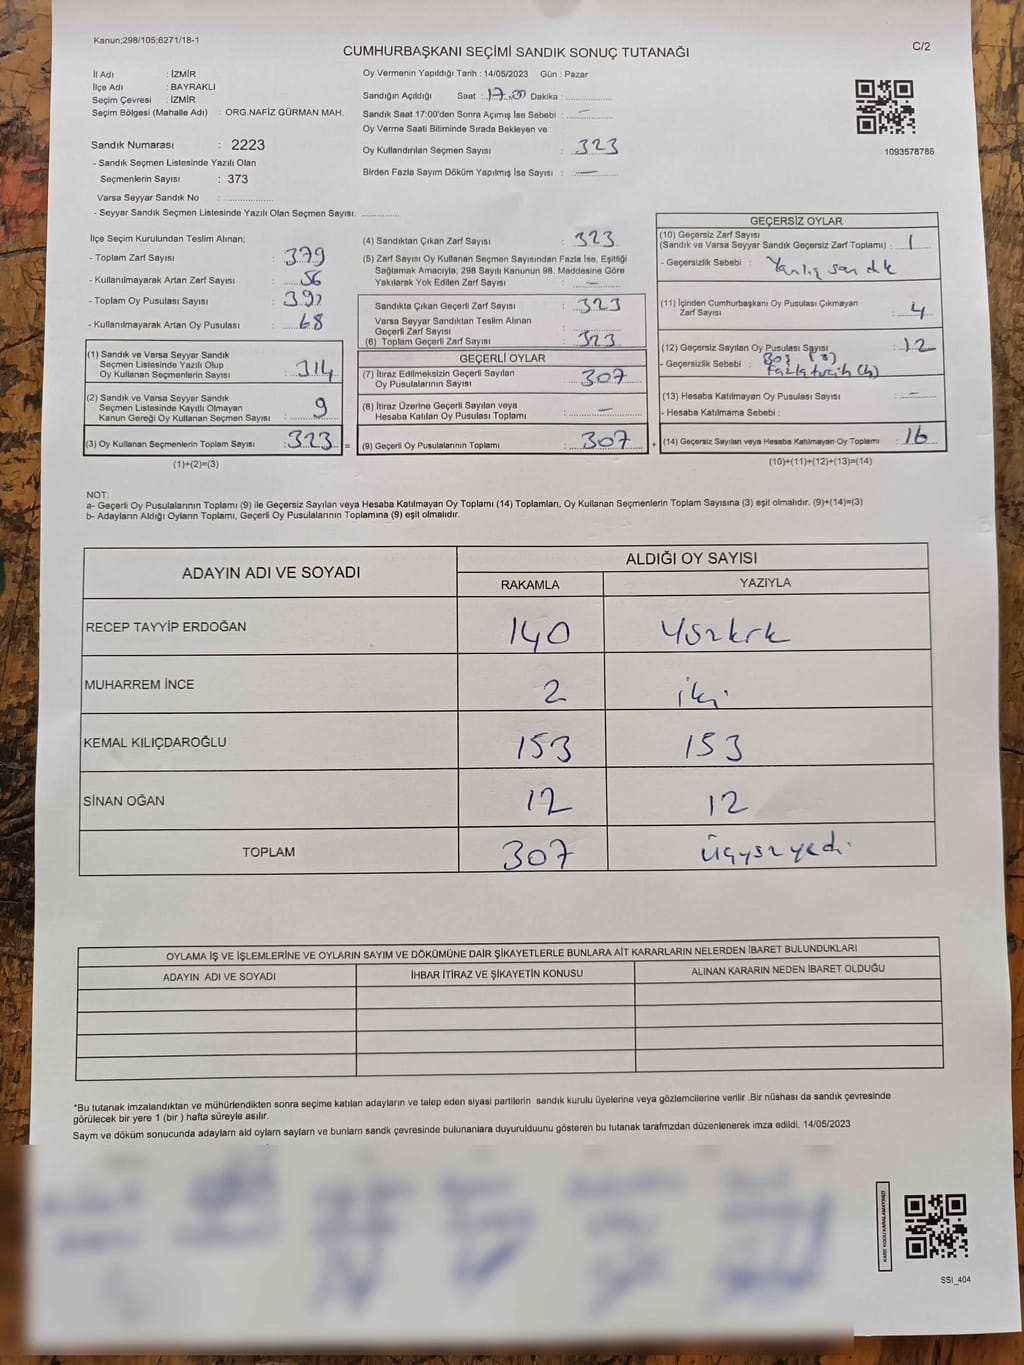 Kanun;298/105;6271/18-1
C/2
CUMHURBAŞKANI SEÇİMİ SANDIK SONUÇ TUTANAĞI
İl Adı : İZMİR
İlçe Adı : BAYRAKLI
Seçim Çevresi : İZMİR
Seçim Bölgesi (Mahalle Adı) : ORG.NAFİZ GÜRMAN MAH.
Sandık Numarası : 2223
- Sandık Seçmen Listesinde Yazılı Olan
Seçmenlerin Sayısı : 373
Varsa Seyyar Sandık No : ....................
- Seyyar Sandık Seçmen Listesinde Yazılı Olan Seçmen Sayısı: ...............
Oy Vermenin Yapıldığı Tarih : 14/05/2023 Gün : Pazar
Sandığın Açıldığı Saat : 17.00 Dakika : ....................
Sandık Saat 17:00'den Sonra Açımış İse Sebebi : —
Oy Verme Saati Bitiminde Sırada Bekleyen ve
Oy Kullandırılan Seçmen Sayısı : 323
Birden Fazla Sayım Döküm Yapılmış İse Sayısı : —
1093578786
İlçe Seçim Kurulundan Teslim Alınan;
- Toplam Zarf Sayısı : 379
- Kullanılmayarak Artan Zarf Sayısı : 56
- Toplam Oy Pusulası Sayısı : 392
- Kullanılmayarak Artan Oy Pusulası : 68
(1) Sandık ve Varsa Seyyar Sandık
Seçmen Listesinde Yazılı Olup
Oy Kullanan Seçmenlerin Sayısı : 314
(2) Sandık ve Varsa Seyyar Sandık
Seçmen Listesinde Kayıtlı Olmayan
Kanun Gereği Oy Kullanan Seçmen Sayısı : 9
(3) Oy Kullanan Seçmenlerin Toplam Sayısı : 323 =
(1)+(2)=(3)
(4) Sandıktan Çıkan Zarf Sayısı : 323
(5) Zarf Sayısı Oy Kullanan Seçmen Sayısından Fazla İse, Eşitliği
Sağlamak Amacıyla; 298 Sayılı Kanunun 98. Maddesine Göre
Yakılarak Yok Edilen Zarf Sayısı : —
Sandıkta Çıkan Geçerli Zarf Sayısı : 323
Varsa Seyyar Sandıktan Teslim Alınan
Geçerli Zarf Sayısı : ....................
(6) Toplam Geçerli Zarf Sayısı : 323
GEÇERLİ OYLAR
(7) İtiraz Edilmeksizin Geçerli Sayılan
Oy Pusulalarının Sayısı : 307
(8) İtiraz Üzerine Geçerli Sayılan veya
Hesaba Katılan Oy Pusulası Toplamı : —
(9) Geçerli Oy Pusulalarının Toplamı : 307 +
GEÇERSİZ OYLAR
(10) Geçersiz Zarf Sayısı
(Sandık ve Varsa Seyyar Sandık Geçersiz Zarf Toplamı) : 1
- Geçersizlik Sebebi : Yanlış sandık
(11) İçinden Cumhurbaşkanı Oy Pusulası Çıkmayan
Zarf Sayısı : 4
(12) Geçersiz Sayılan Oy Pusulası Sayısı : 12
- Geçersizlik Sebebi : Boş (8)
Fazla tercih (4)
(13) Hesaba Katılmayan Oy Pusulası Sayısı : —
- Hesaba Katılmama Sebebi :
(14) Geçersiz Sayılan veya Hesaba Katılmayan Oy Toplamı : 16
(10)+(11)+(12)+(13)=(14)
NOT:
a- Geçerli Oy Pusulalarının Toplamı (9) ile Geçersiz Sayılan veya Hesaba Katılmayan Oy Toplamı (14) Toplamları, Oy Kullanan Seçmenlerin Toplam Sayısına (3) eşit olmalıdır. (9)+(14)=(3)
b- Adayların Aldığı Oyların Toplamı, Geçerli Oy Pusulalarının Toplamına (9) eşit olmalıdır.
ADAYIN ADI VE SOYADI ALDIĞI OY SAYISI
RAKAMLA YAZIYLA
RECEP TAYYİP ERDOĞAN 140 Yüzkırk
MUHARREM İNCE 2 iki
KEMAL KILIÇDAROĞLU 153 153
SİNAN OĞAN 12 12
TOPLAM 307 üçyüzyedi
OYLAMA İŞ VE İŞLEMLERİNE VE OYLARIN SAYIM VE DÖKÜMÜNE DAİR ŞİKAYETLERLE BUNLARA AİT KARARLARIN NELERDEN İBARET BULUNDUKLARI
ADAYIN ADI VE SOYADI İHBAR İTİRAZ VE ŞİKAYETİN KONUSU ALINAN KARARIN NEDEN İBARET OLDUĞU
*Bu tutanak imzalandıktan ve mühürlendikten sonra seçime katılan adayların ve talep eden siyasi partilerin sandık kurulu üyelerine veya gözlemcilerine verilir .Bir nüshası da sandık çevresinde
görülecek bir yere 1 (bir ) hafta süreyle asılır.
Saym ve döküm sonucunda adaylarn ald oylarn saylarn ve bunlarn sandk çevresinde bulunanlara duyurulduunu gösteren bu tutanak tarafmzdan düzenlenerek imza edildi. 14/05/2023
KARE KODU KARALAMAYINIZ!
SSI_404